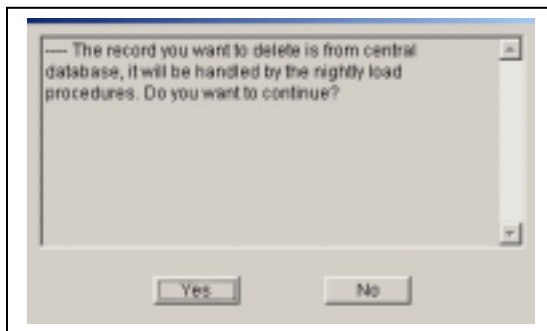 ---- The record you want to delete is from central
database, it will be handled by the nightly load
procedures. Do you want to continue?
Yes No